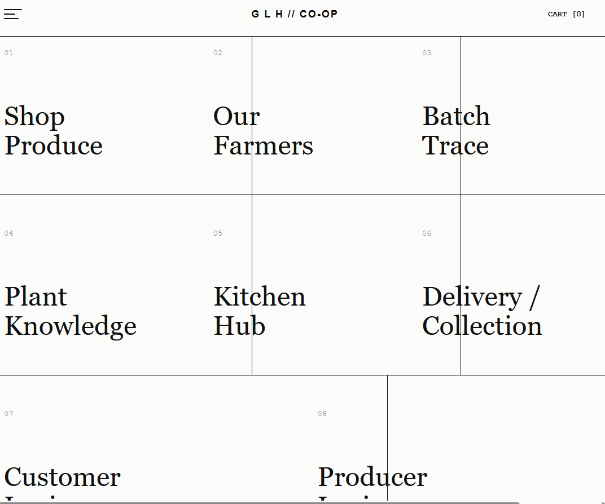 G L H // CO-OP
CART [0]
01
Shop
Produce
02
Our
Farmers
03
Batch
Trace
04
Plant
Knowledge
05
Kitchen
Hub
06
Delivery /
Collection
07
Customer
08
Producer